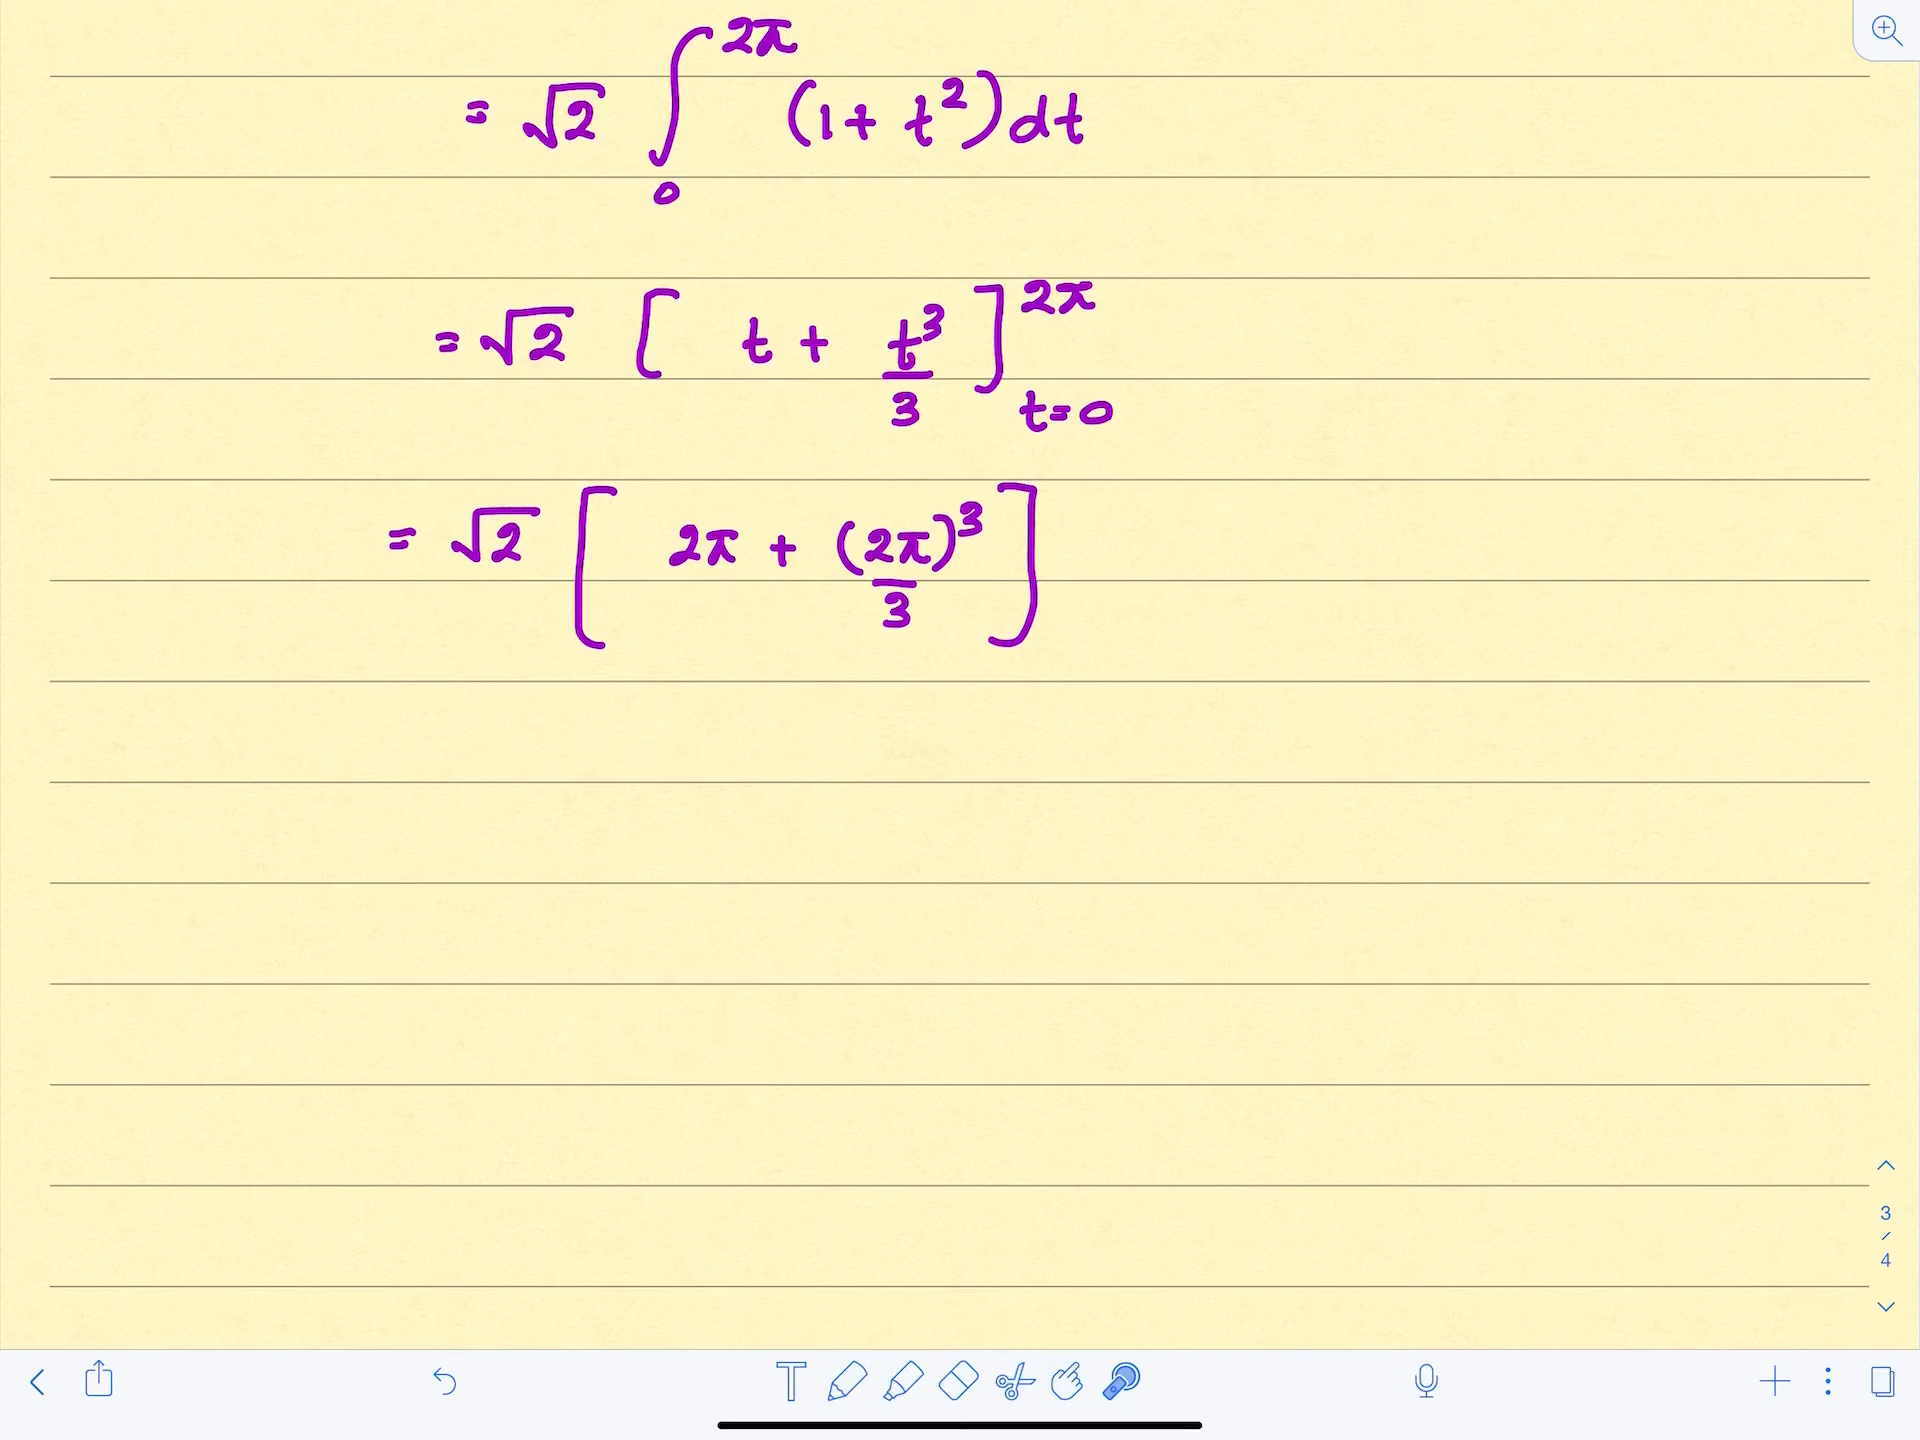 = √2 ∫₀^{2π} (1 + t²) dt
= √2 [ t + t³/3 ]^{2π}_{t=0}
= √2 [ 2π + (2π)³/3 ]
3
/
4
T